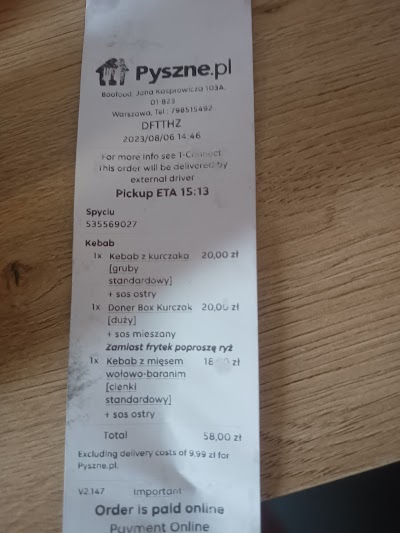 Pyszne.pl
Boofood, Jana Kasprowicza 103A,
01-823
Warszawa, Tel.: 798515492
DFTTHZ
2023/08/06 14:46
For more info see T-Connect
This order will be delivered by
external driver
Pickup ETA 15:13
Spyciu
535569027
Kebab
1x Kebab z kurczaka 20,00 zł
[gruby
standardowy]
+ sos ostry
1x Doner Box Kurczak 20,00 zł
[duży]
+ sos mieszany
Zamiast frytek poproszę ryż
1x Kebab z mięsem 18,00 zł
wołowo-baranim
[cienki
standardowy]
+ sos ostry
Total 58,00 zł
Excluding delivery costs of 9,99 zł for
Pyszne.pl.
V2.147 Important
Order is paid online
Payment Online